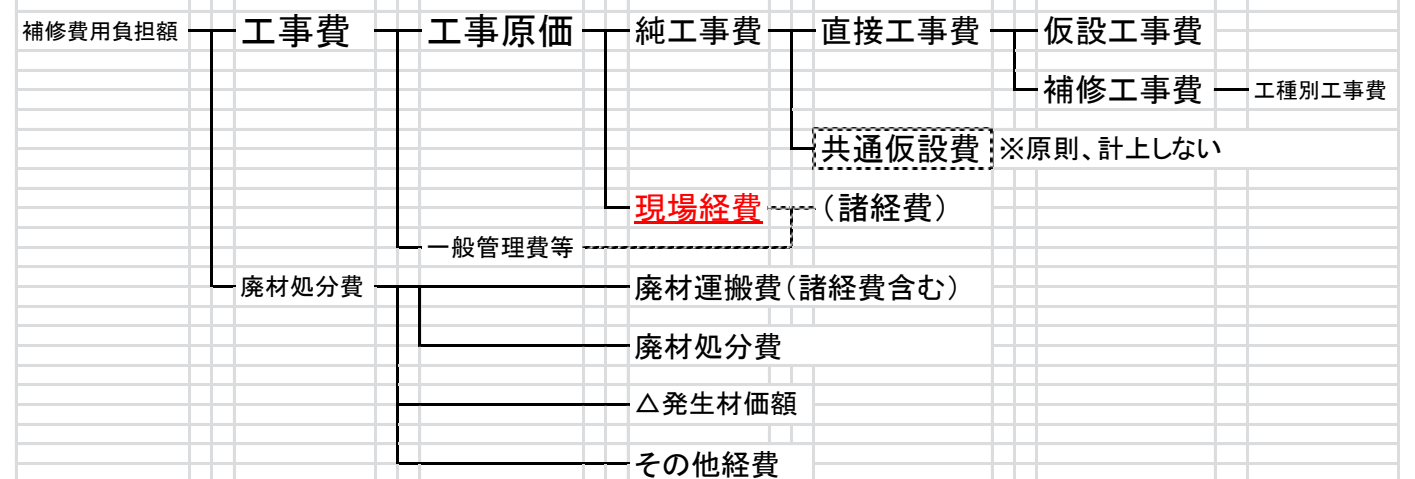 補修費用負担額 工事費 工事原価 純工事費 直接工事費 仮設工事費
補修工事費 工種別工事費
共通仮設費 ※原則、計上しない
現場経費 (諸経費)
一般管理費等
廃材処分費 廃材運搬費(諸経費含む)
廃材処分費
△発生材価額
その他経費